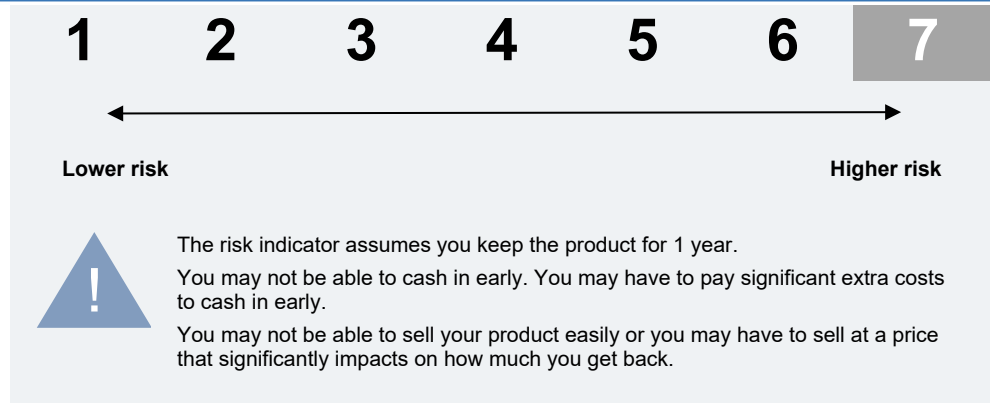 1 2 3 4 5 6 7
Lower risk Higher risk
!
The risk indicator assumes you keep the product for 1 year.
You may not be able to cash in early. You may have to pay significant extra costs
to cash in early.
You may not be able to sell your product easily or you may have to sell at a price
that significantly impacts on how much you get back.